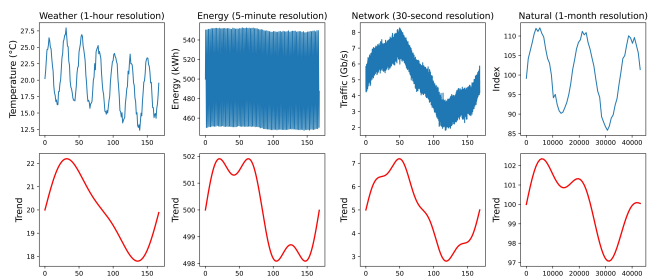 Weather (1-hour resolution)
Energy (5-minute resolution)
Network (30-second resolution)
Natural (1-month resolution)
Temperature (°C)
27.5
25.0
22.5
20.0
17.5
15.0
12.5
0 50 100 150
Energy (kWh)
540
520
500
480
460
0 50 100 150
Traffic (Gb/s)
8
7
6
5
4
3
2
0 50 100 150
Index
110
105
100
95
90
85
0 10000 20000 30000 40000
Trend
22
21
20
19
18
0 50 100 150
Trend
502
501
500
499
498
0 50 100 150
Trend
7
6
5
4
3
0 50 100 150
Trend
102
101
100
99
98
97
0 10000 20000 30000 40000